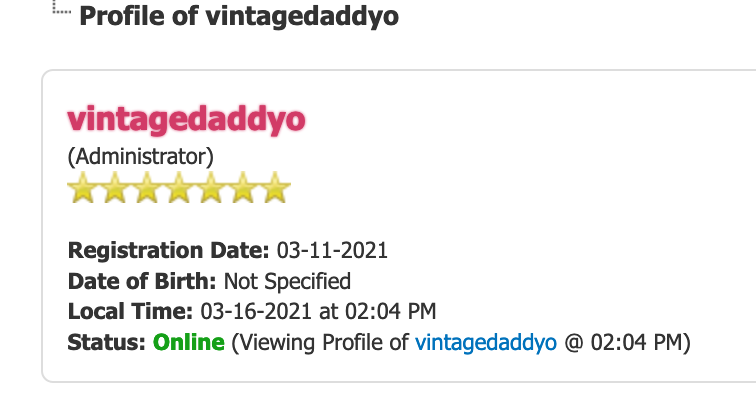 Profile of vintagedaddyo
vintagedaddyo
(Administrator)
Registration Date: 03-11-2021
Date of Birth: Not Specified
Local Time: 03-16-2021 at 02:04 PM
Status: Online (Viewing Profile of vintagedaddyo @ 02:04 PM)